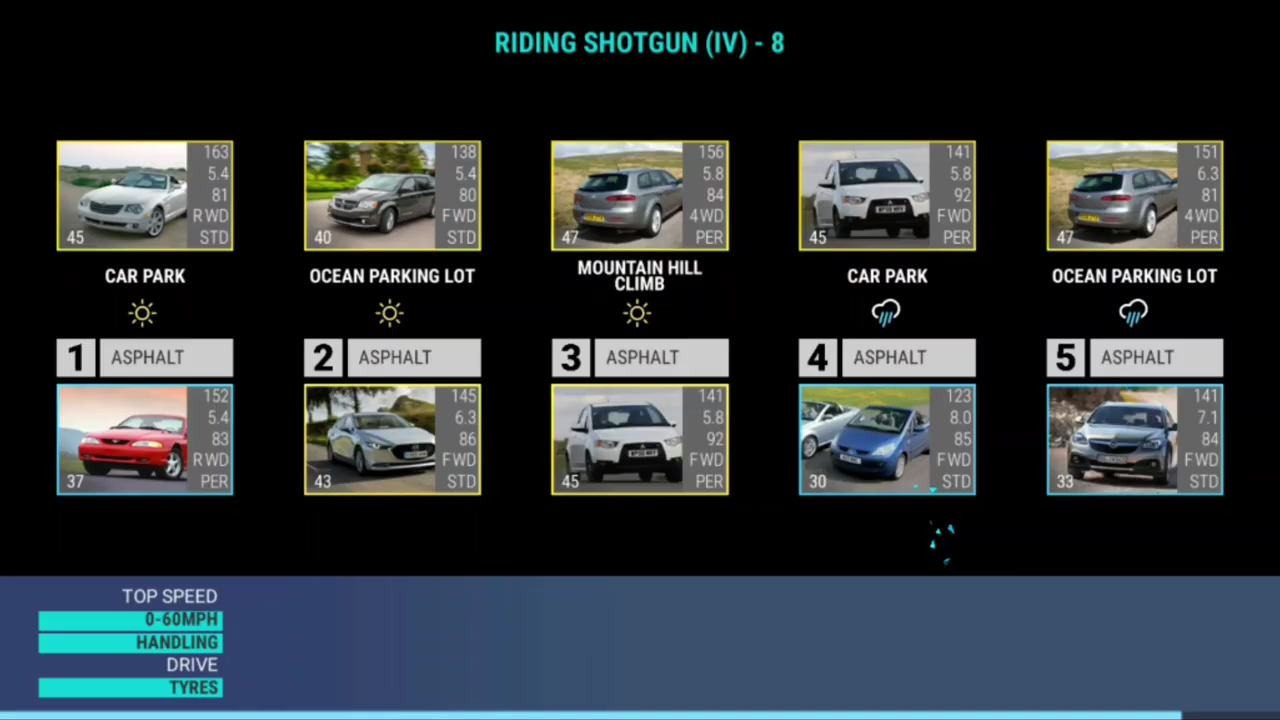 RIDING SHOTGUN (IV) - 8
163
5.4
81
RWD
45 STD
138
5.4
80
FWD
40 STD
156
5.8
84
4WD
47 PER
141
5.8
92
FWD
45 PER
151
6.3
81
4WD
47 PER
CAR PARK
OCEAN PARKING LOT
MOUNTAIN HILL
CLIMB
CAR PARK
OCEAN PARKING LOT
1 ASPHALT
2 ASPHALT
3 ASPHALT
4 ASPHALT
5 ASPHALT
152
5.4
83
RWD
37 PER
145
6.3
86
FWD
43 STD
141
5.8
92
FWD
45 PER
123
8.0
85
FWD
30 STD
141
7.1
84
FWD
33 STD
TOP SPEED
0-60MPH
HANDLING
DRIVE
TYRES